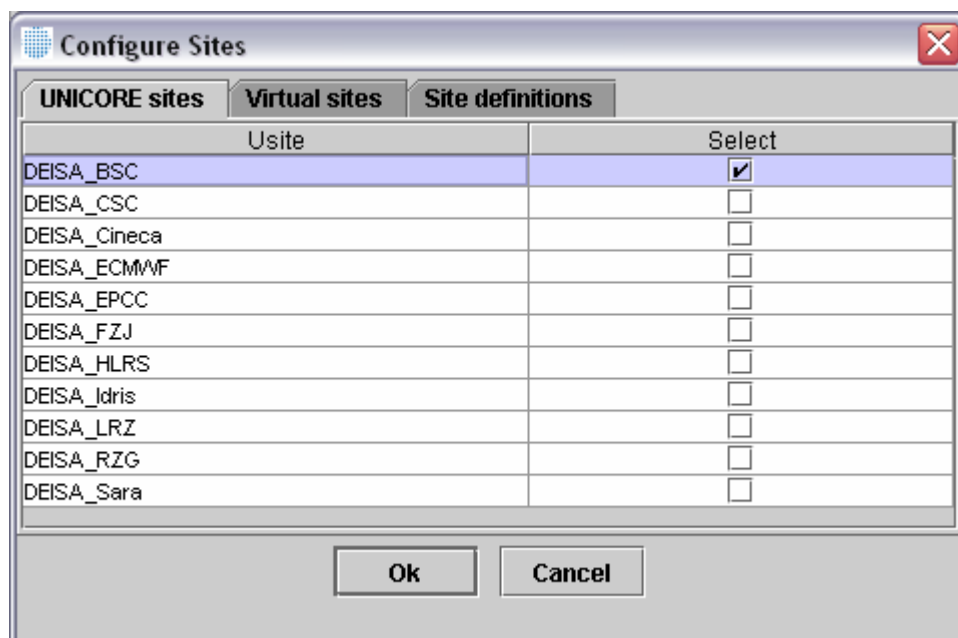 Configure Sites
UNICORE sites Virtual sites Site definitions
Usite Select
DEISA_BSC
DEISA_CSC
DEISA_Cineca
DEISA_ECMWF
DEISA_EPCC
DEISA_FZJ
DEISA_HLRS
DEISA_Idris
DEISA_LRZ
DEISA_RZG
DEISA_Sara
Ok Cancel